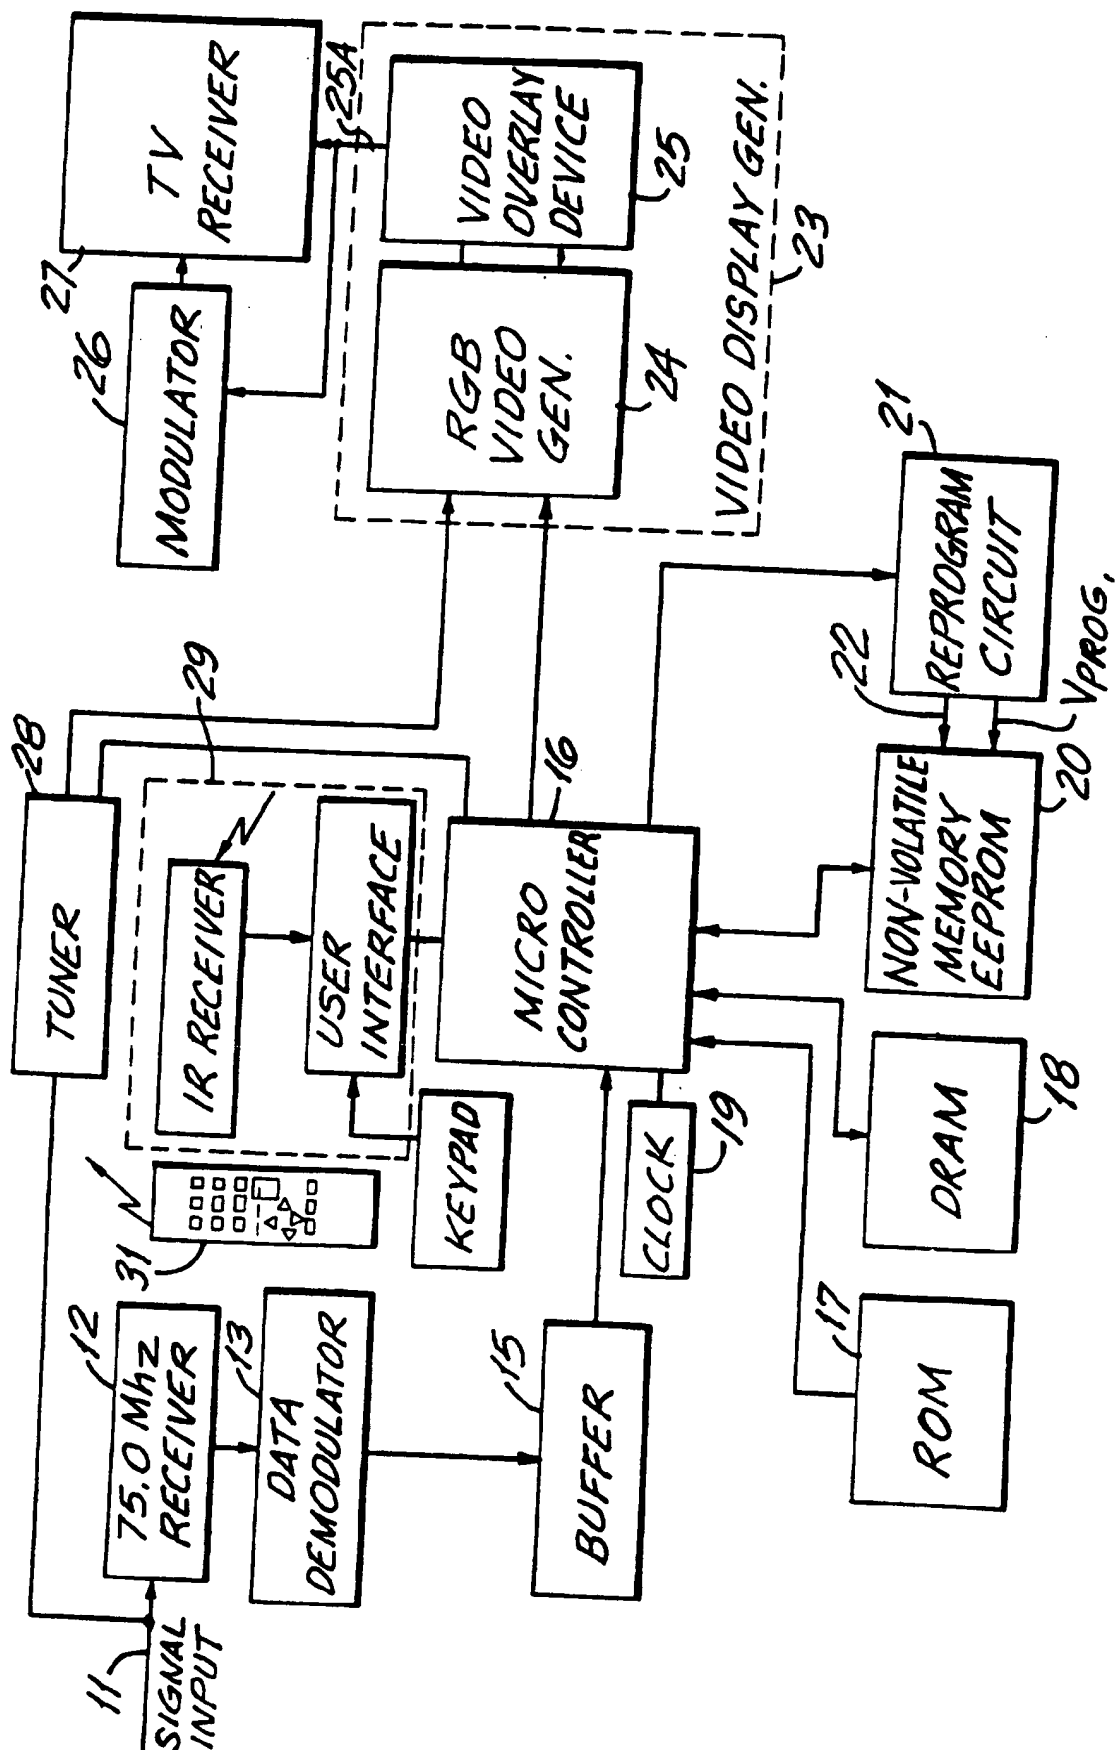 11
SIGNAL
INPUT
12
75.0 Mhz
RECEIVER
13
DATA
DEMODULATOR
15
BUFFER
17
ROM
31
KEYPAD
CLOCK
19
DRAM
18
28
TUNER
29
IR RECEIVER
USER
INTERFACE
16
MICRO
CONTROLLER
NON-VOLATILE
MEMORY
EEPROM
20
22
VPROG.
21
REPROGRAM
CIRCUIT
26
MODULATOR
27
TV
RECEIVER
25A
RGB
VIDEO
GEN.
24
VIDEO
OVERLAY
DEVICE
25
VIDEO DISPLAY GEN.
23